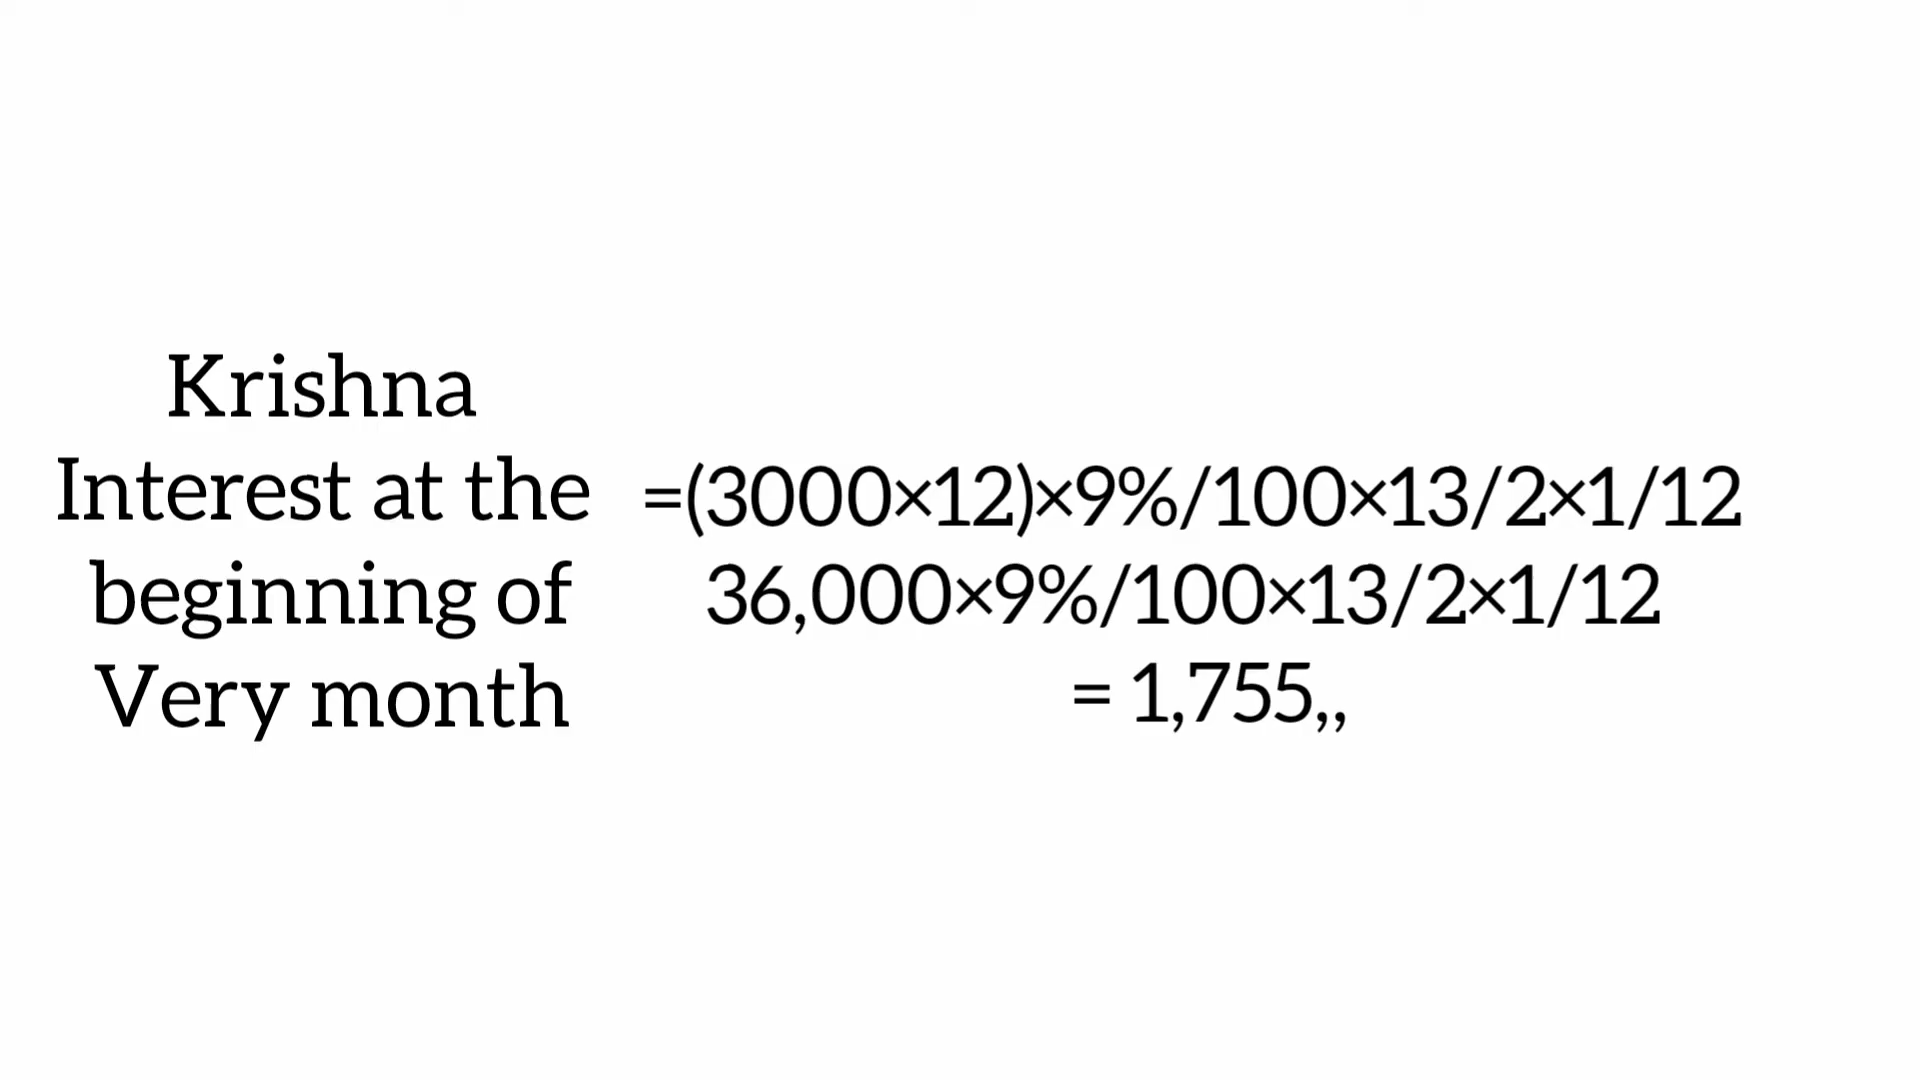 Krishna
Interest at the
beginning of
Very month
=(3000×12)×9%/100×13/2×1/12
36,000×9%/100×13/2×1/12
= 1,755,,